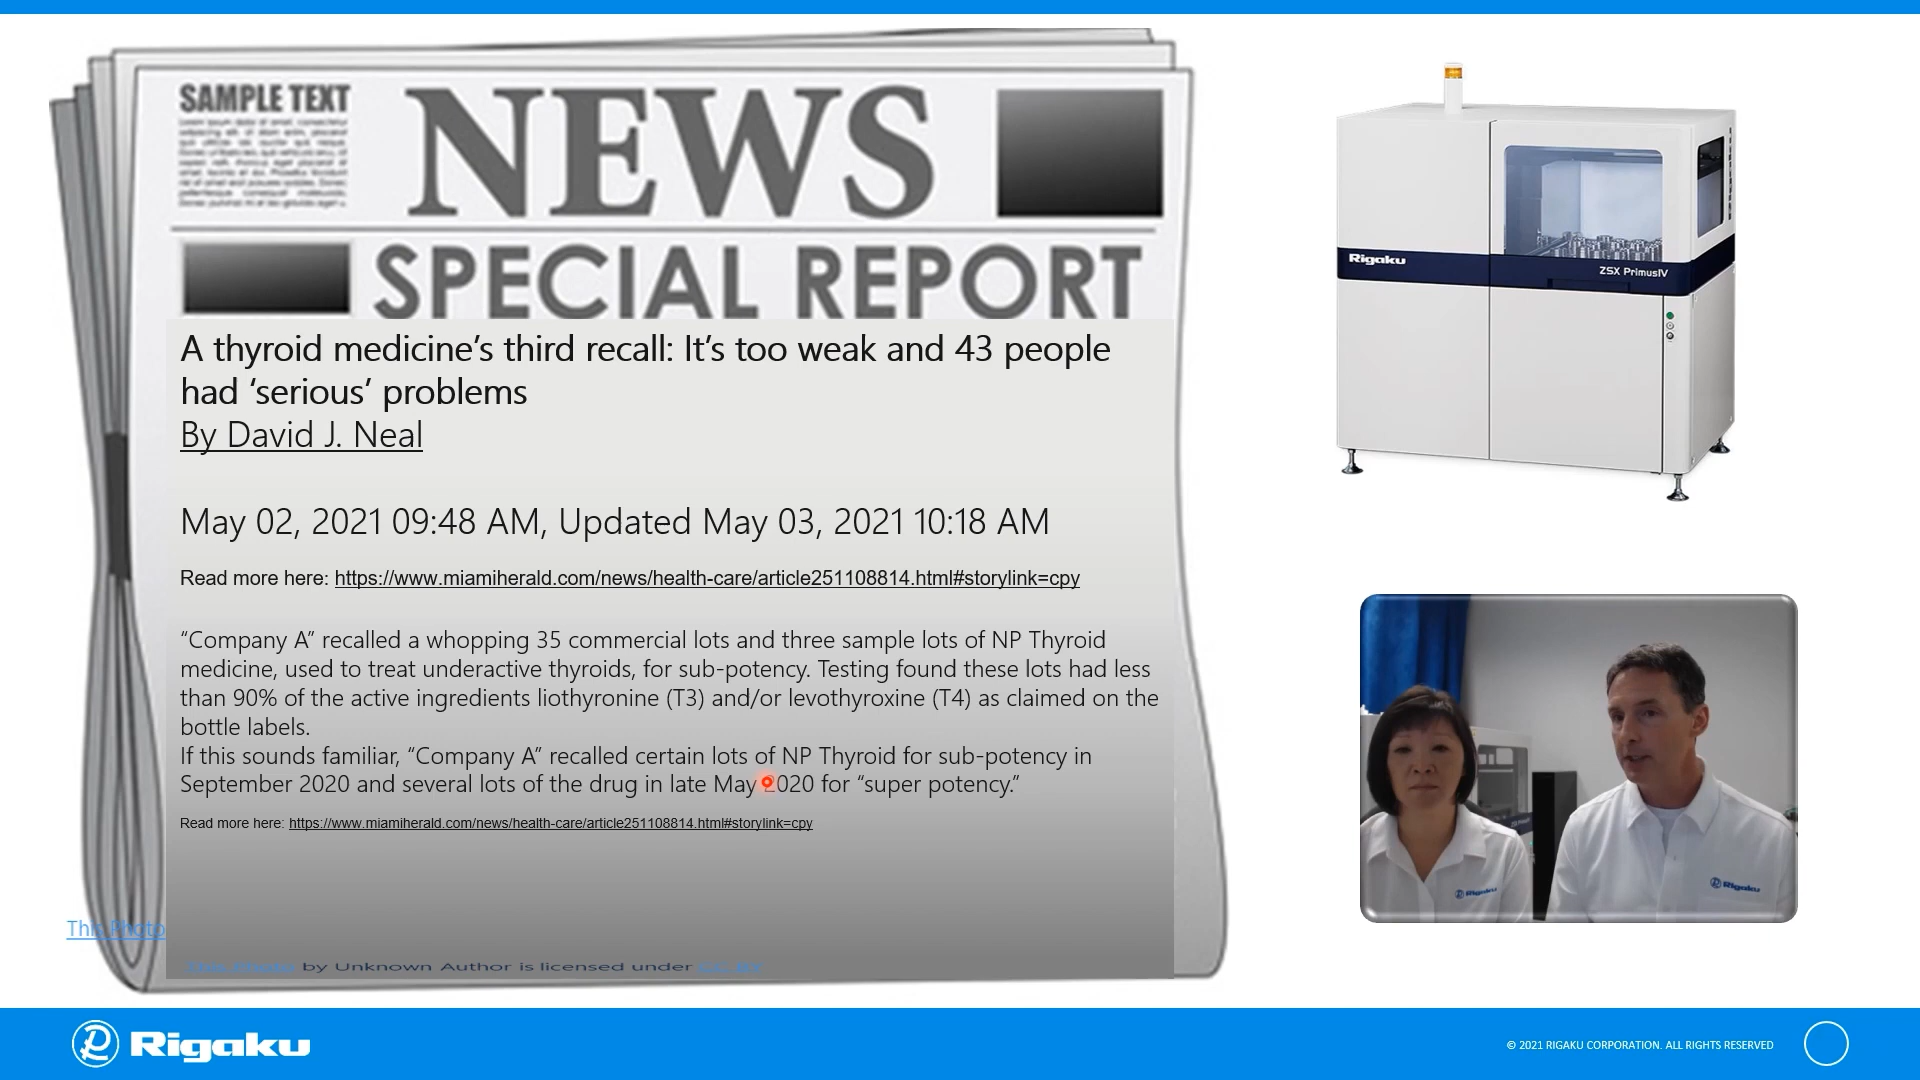 SAMPLE TEXT
NEWS
SPECIAL REPORT
A thyroid medicine’s third recall: It’s too weak and 43 people
had ‘serious’ problems
By David J. Neal
May 02, 2021 09:48 AM, Updated May 03, 2021 10:18 AM
Read more here: https://www.miamiherald.com/news/health-care/article251108814.html#storylink=cpy
“Company A” recalled a whopping 35 commercial lots and three sample lots of NP Thyroid
medicine, used to treat underactive thyroids, for sub-potency. Testing found these lots had less
than 90% of the active ingredients liothyronine (T3) and/or levothyroxine (T4) as claimed on the
bottle labels.
If this sounds familiar, “Company A” recalled certain lots of NP Thyroid for sub-potency in
September 2020 and several lots of the drug in late May 2020 for “super potency.”
Read more here: https://www.miamiherald.com/news/health-care/article251108814.html#storylink=cpy
This Photo
This Photo by Unknown Author is licensed under CC BY
Rigaku
ZSX PrimusIV
Rigaku
Rigaku
Rigaku
© 2021 RIGAKU CORPORATION. ALL RIGHTS RESERVED